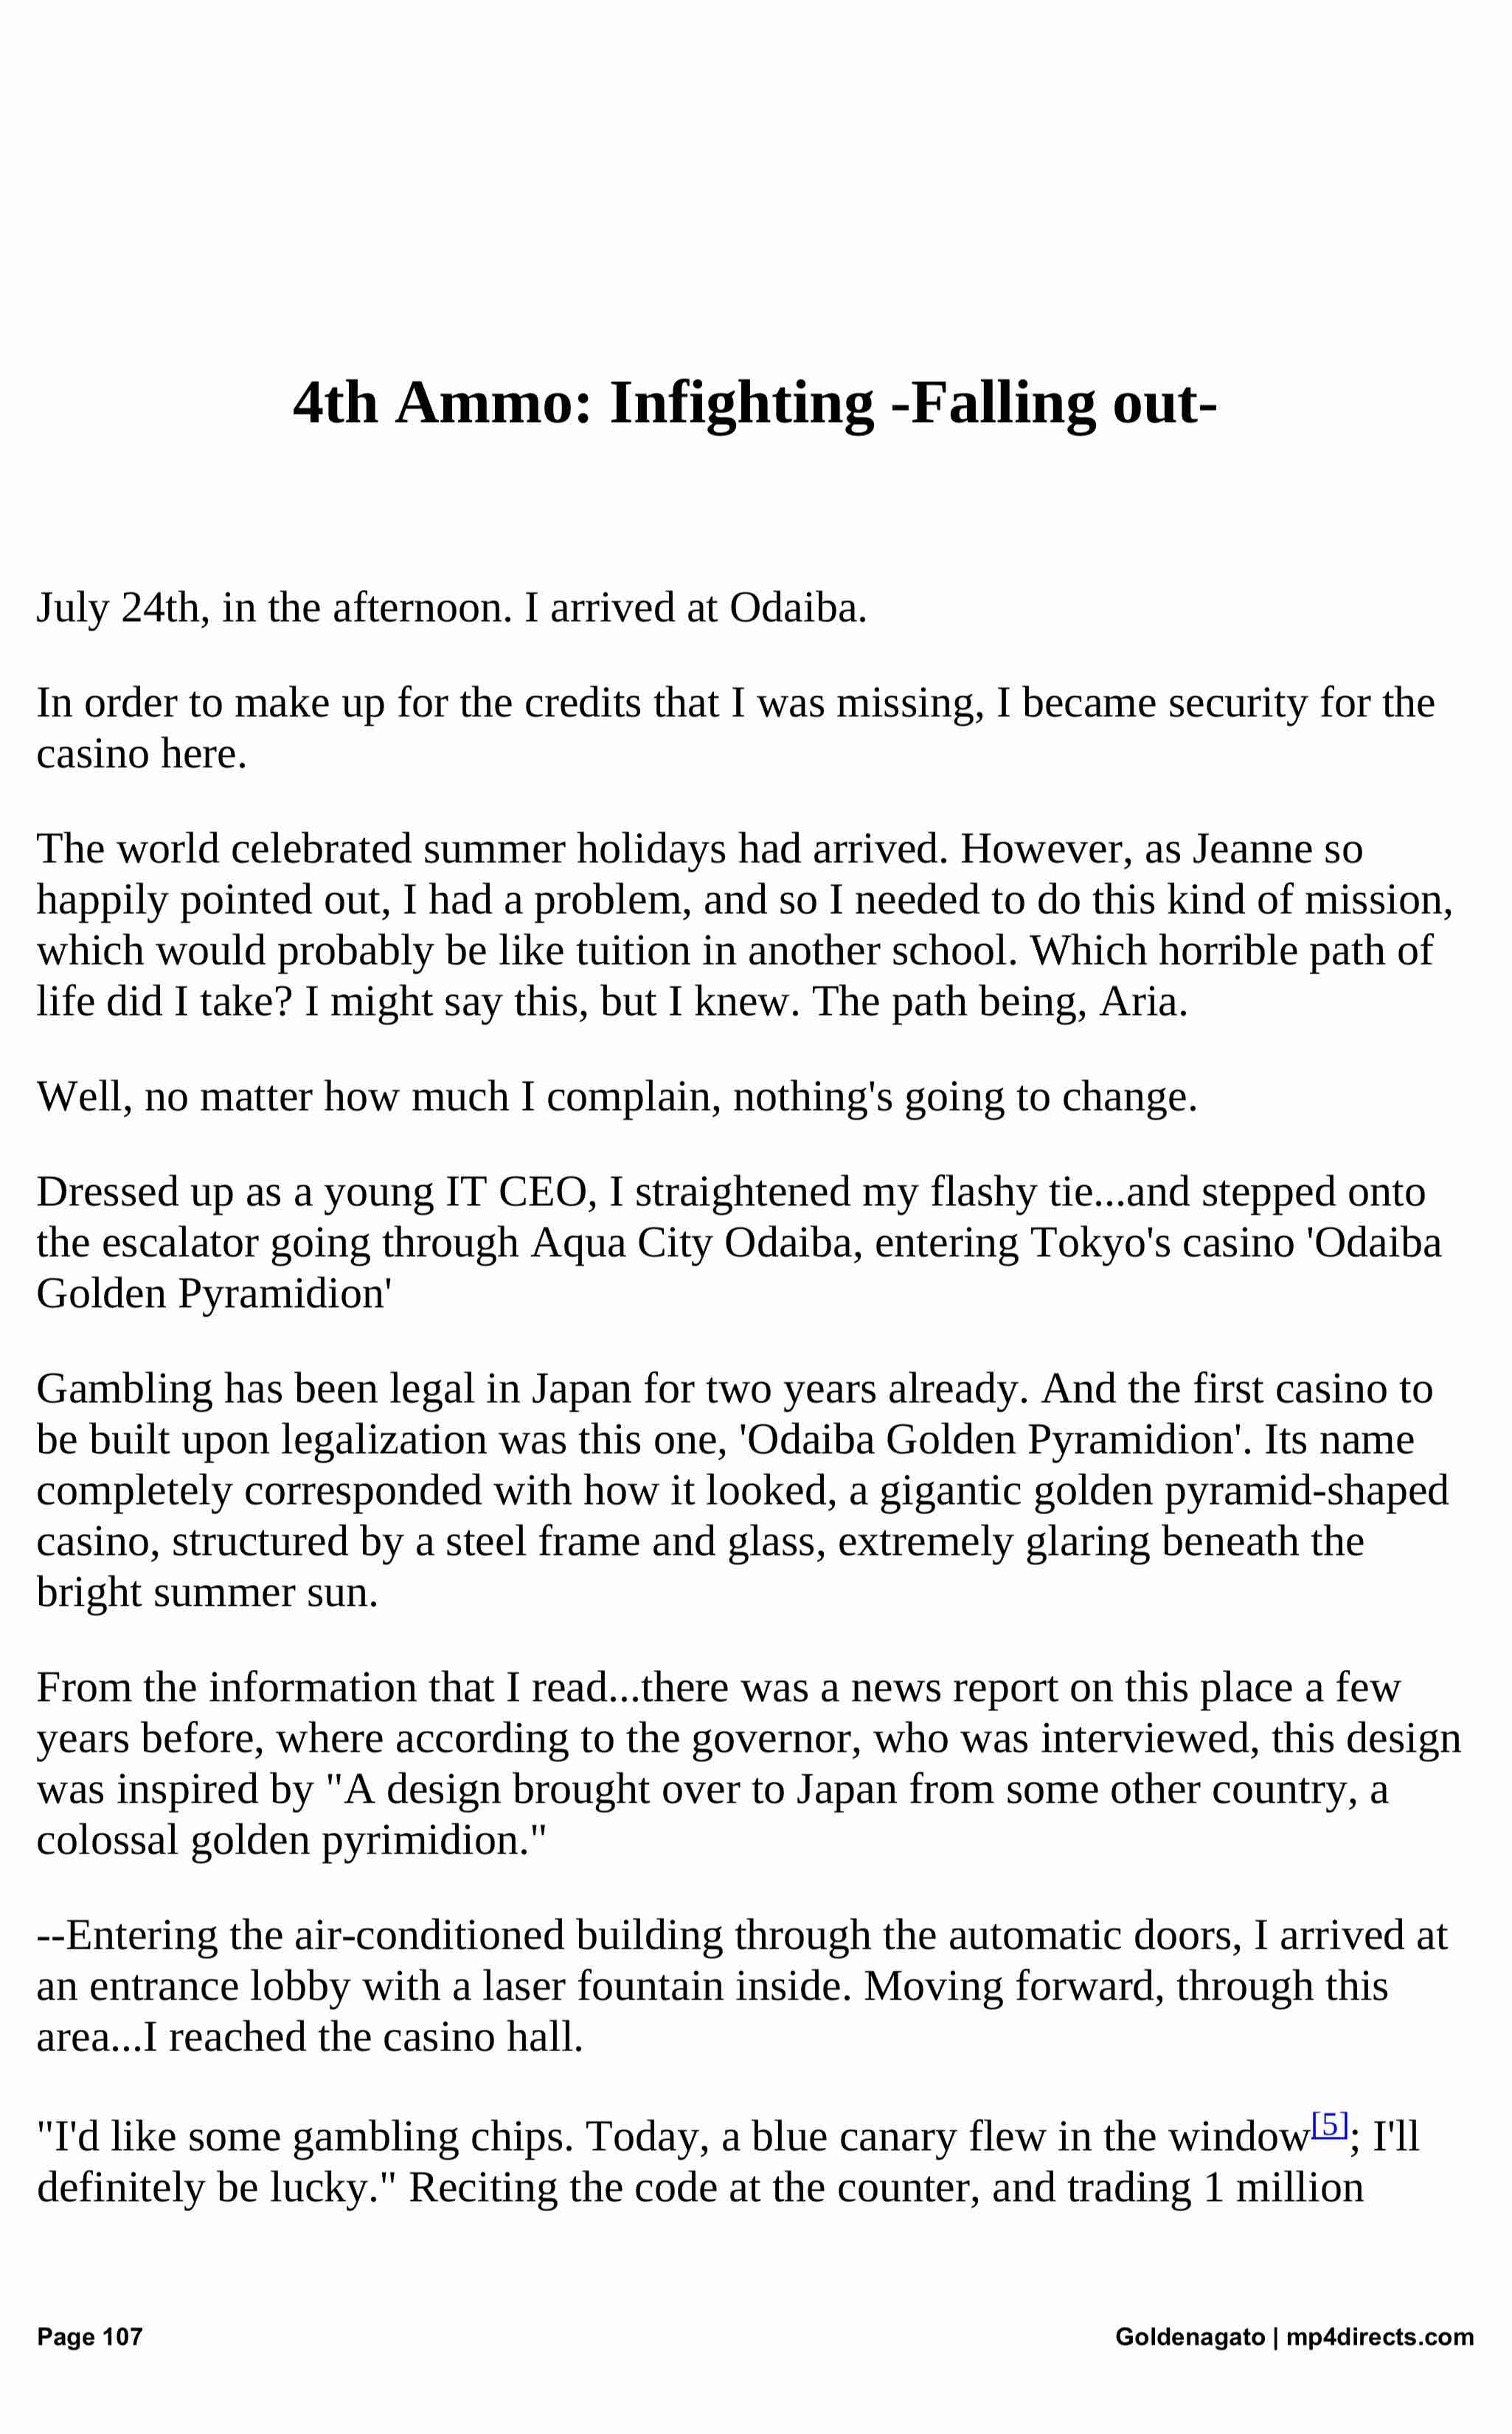 4th Ammo: Infighting -Falling out-
July 24th, in the afternoon. I arrived at Odaiba.
In order to make up for the credits that I was missing, I became security for the
casino here.
The world celebrated summer holidays had arrived. However, as Jeanne so
happily pointed out, I had a problem, and so I needed to do this kind of mission,
which would probably be like tuition in another school. Which horrible path of
life did I take? I might say this, but I knew. The path being, Aria.
Well, no matter how much I complain, nothing's going to change.
Dressed up as a young IT CEO, I straightened my flashy tie...and stepped onto
the escalator going through Aqua City Odaiba, entering Tokyo's casino 'Odaiba
Golden Pyramidion'
Gambling has been legal in Japan for two years already. And the first casino to
be built upon legalization was this one, 'Odaiba Golden Pyramidion'. Its name
completely corresponded with how it looked, a gigantic golden pyramid-shaped
casino, structured by a steel frame and glass, extremely glaring beneath the
bright summer sun.
From the information that I read...there was a news report on this place a few
years before, where according to the governor, who was interviewed, this design
was inspired by "A design brought over to Japan from some other country, a
colossal golden pyrimidion."
--Entering the air-conditioned building through the automatic doors, I arrived at
an entrance lobby with a laser fountain inside. Moving forward, through this
area...I reached the casino hall.
"I'd like some gambling chips. Today, a blue canary flew in the window[5]; I'll
definitely be lucky." Reciting the code at the counter, and trading 1 million
Page 107 Goldenagato | mp4directs.com